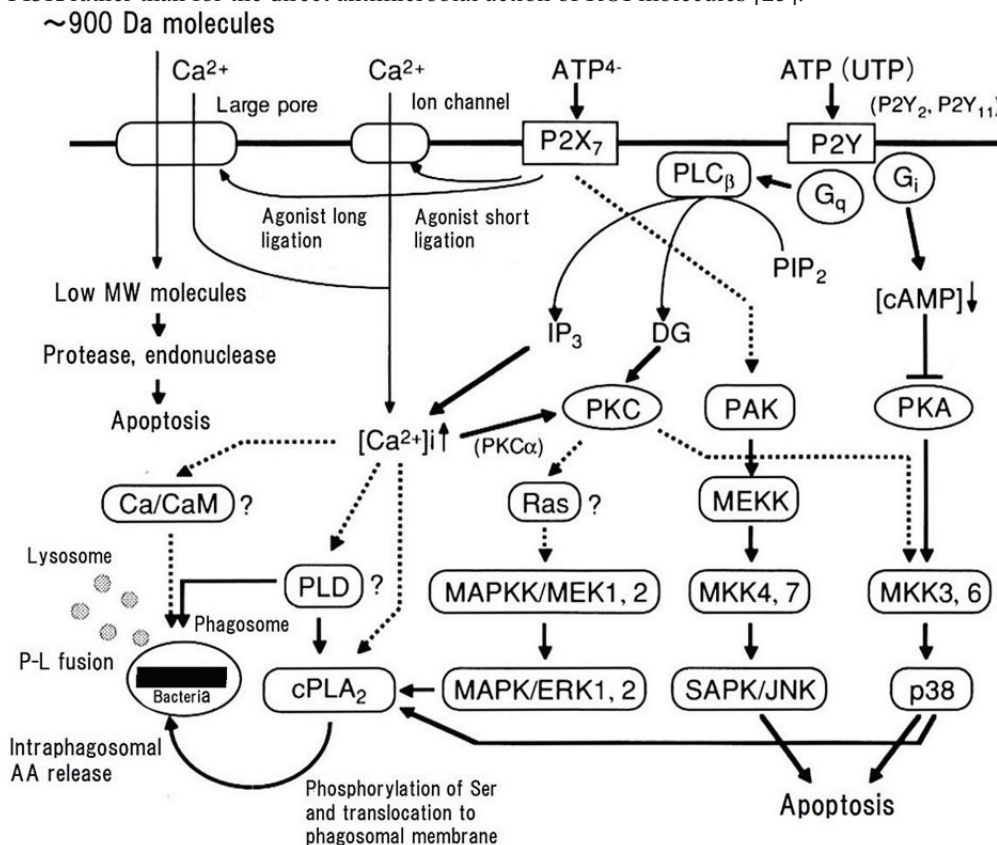 ~900 Da molecules
Ca²⁺
Ca²⁺
ATP⁴⁻
ATP (UTP)
Large pore
Ion channel
(P2Y₂, P2Y₁₁)
P2X₇
P2Y
PLCβ
Gq
Gi
Agonist long
ligation
Agonist short
ligation
PIP₂
Low MW molecules
[cAMP]↓
IP₃
DG
Protease, endonuclease
Apoptosis
PKC
PAK
PKA
[Ca²⁺]i↑
(PKCα)
Ca/CaM ?
Ras ?
MEKK
Lysosome
PLD ?
MAPKK/MEK1, 2
MKK4, 7
MKK3, 6
Phagosome
P-L fusion
Bacteria
cPLA₂
MAPK/ERK1, 2
SAPK/JNK
p38
Intraphagosomal
AA release
Phosphorylation of Ser
and translocation to
phagosomal membrane
Apoptosis